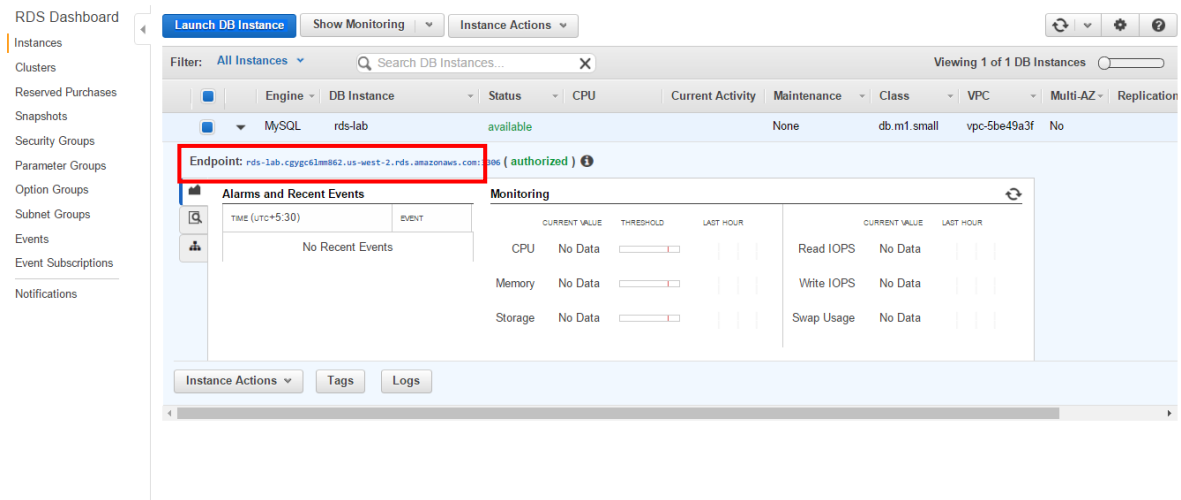 RDS Dashboard
Instances
Clusters
Reserved Purchases
Snapshots
Security Groups
Parameter Groups
Option Groups
Subnet Groups
Events
Event Subscriptions
Notifications
Launch DB Instance Show Monitoring Instance Actions
Filter: All Instances Search DB Instances... X Viewing 1 of 1 DB Instances
Engine DB Instance Status CPU Current Activity Maintenance Class VPC Multi-AZ Replication
MySQL rds-lab available None db.m1.small vpc-5be49a3f No
Endpoint: rds-lab.cgygc6lmm862.us-west-2.rds.amazonaws.com:3306 ( authorized )
Alarms and Recent Events Monitoring
TIME (UTC+5:30) EVENT CURRENT VALUE THRESHOLD LAST HOUR CURRENT VALUE LAST HOUR
No Recent Events CPU No Data Read IOPS No Data
Memory No Data Write IOPS No Data
Storage No Data Swap Usage No Data
Instance Actions Tags Logs